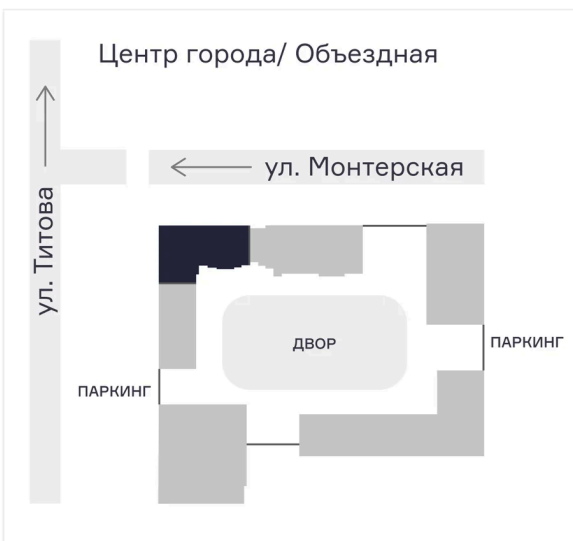 Центр города/ Объездная
ул. Монтерская
ул. Титова
ДВОР
ПАРКИНГ
ПАРКИНГ